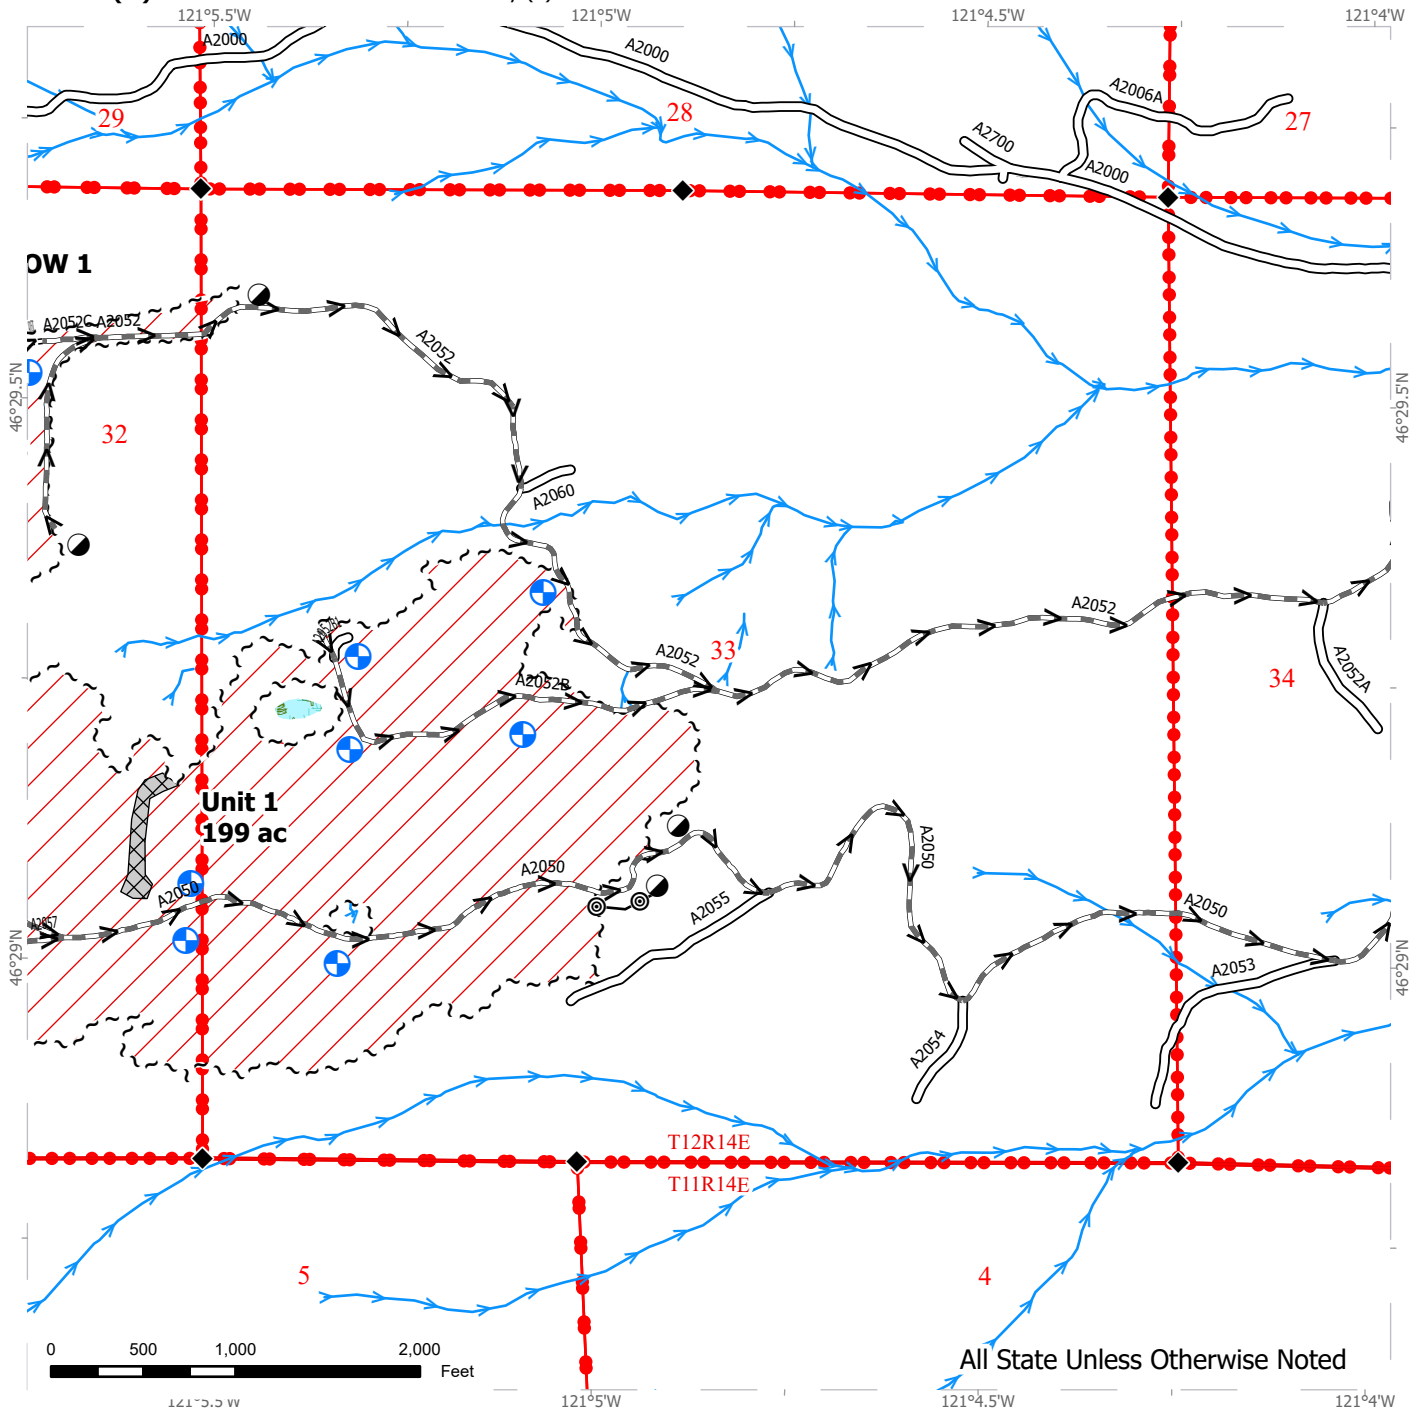 121°5.5'W
121°5'W
121°4.5'W
121°4'W
A2000
A2000
A2006A
29
28
27
A2700
A2000
OW 1
A2052C A2052
A2052
46°29.5'N
46°29.5'N
32
A2060
A2052
33
A2052
A2052B
34
A2052A
Unit 1
199 ac
A2050
A2050
A2050
A2055
A2050
A2057
46°29'N
46°29'N
A2053
A2054
T12R14E
T11R14E
5
4
0
500
1,000
2,000
Feet
All State Unless Otherwise Noted
121°5.5'W
121°5'W
121°4.5'W
121°4'W